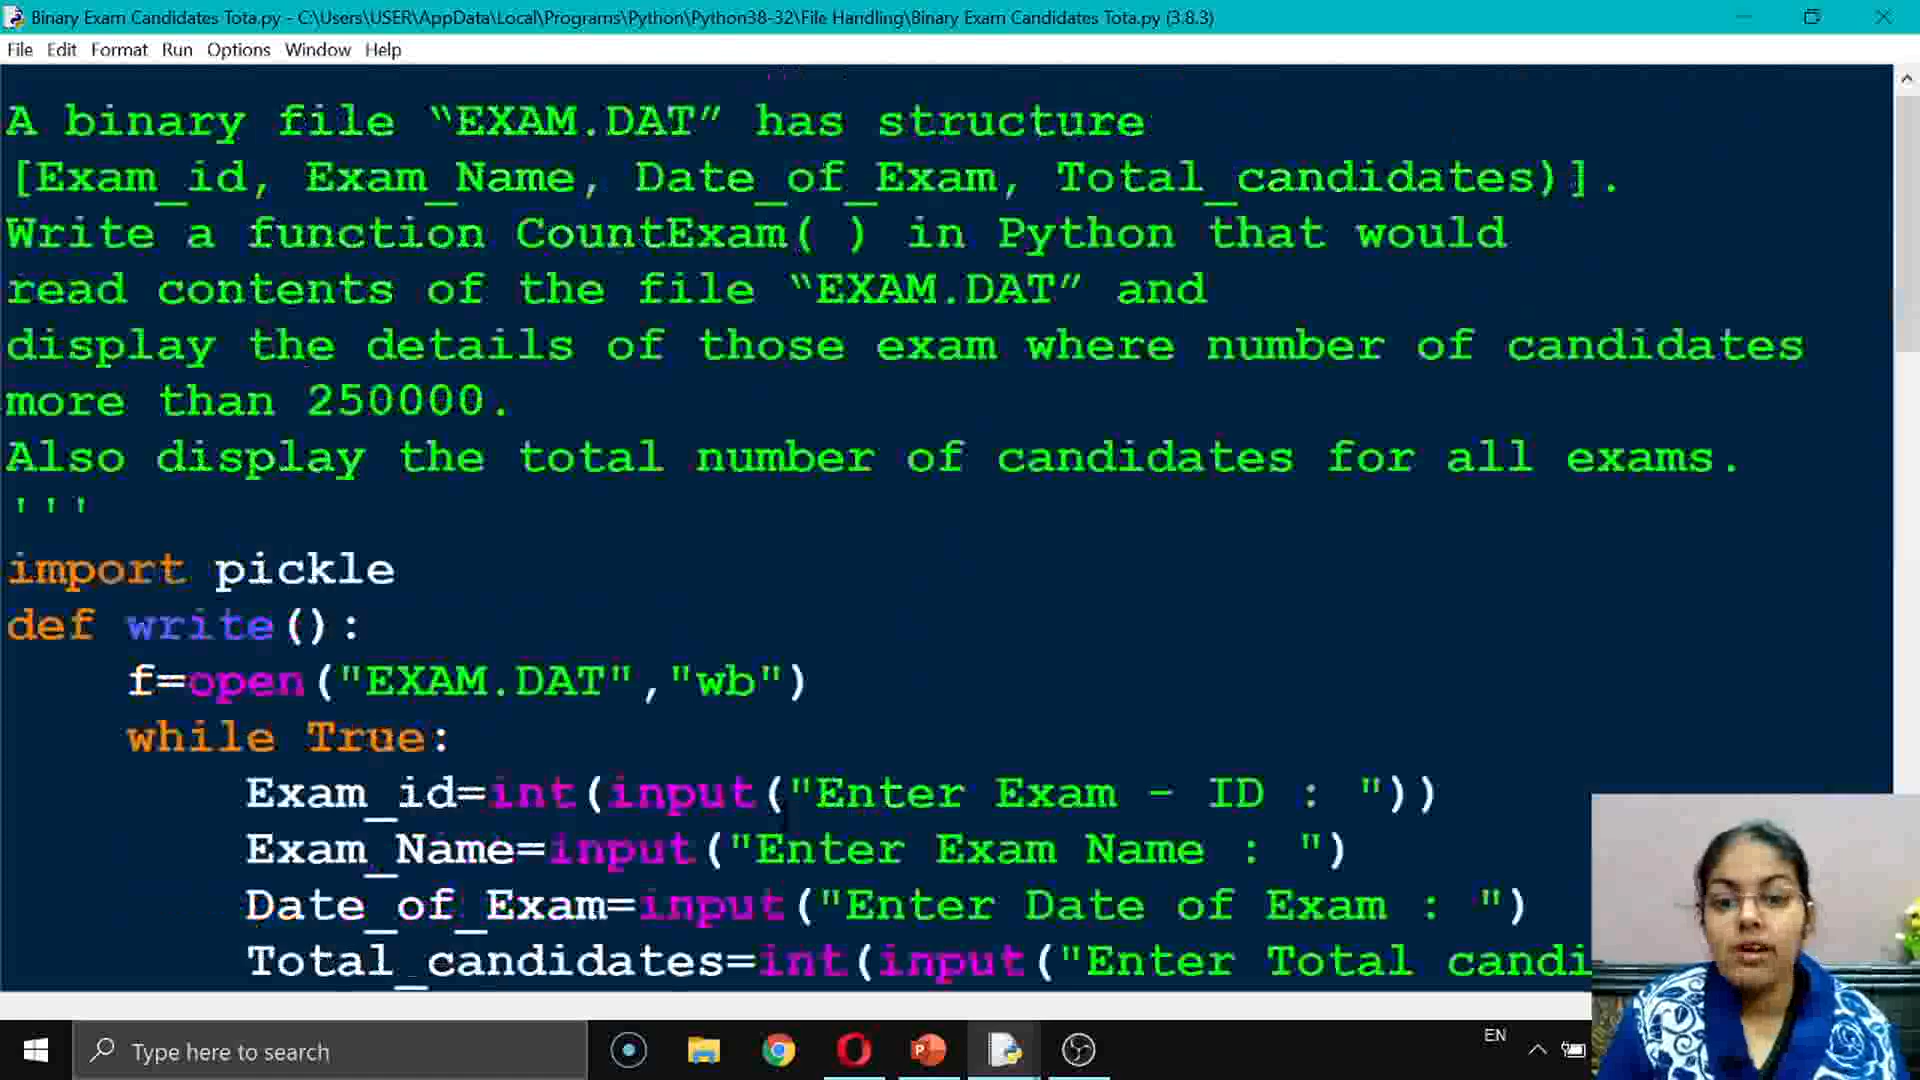 Binary Exam Candidates Tota.py - C:\Users\USER\AppData\Local\Programs\Python\Python38-32\File Handling\Binary Exam Candidates Tota.py (3.8.3)
File Edit Format Run Options Window Help
A binary file “EXAM.DAT” has structure
[Exam_id, Exam_Name, Date_of_Exam, Total_candidates)].
Write a function CountExam( ) in Python that would
read contents of the file “EXAM.DAT” and
display the details of those exam where number of candidates
more than 250000.
Also display the total number of candidates for all exams.
'''
import pickle
def write():
f=open("EXAM.DAT","wb")
while True:
Exam_id=int(input("Enter Exam - ID : "))
Exam_Name=input("Enter Exam Name : ")
Date_of_Exam=input("Enter Date of Exam : ")
Total_candidates=int(input("Enter Total candi
Type here to search
EN